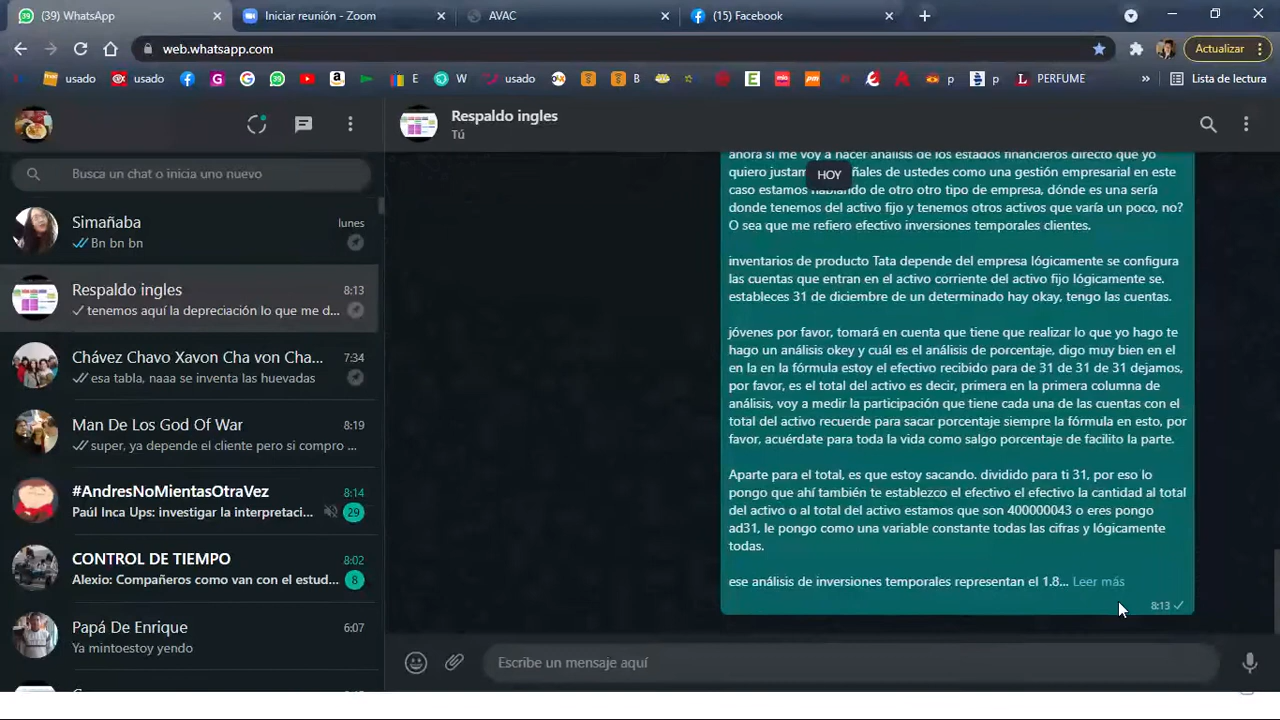 (39) WhatsApp
Iniciar reunión - Zoom
AVAC
(15) Facebook
web.whatsapp.com
Actualizar
usado
usado
E
W
usado
B
p
p
PERFUME
Lista de lectura
Respaldo ingles
Tú
Busca un chat o inicia uno nuevo
Simañaba
lunes
Bn bn bn
Respaldo ingles
8:13
tenemos aquí la depreciación lo que me d...
Chávez Chavo Xavon Cha von Cha...
7:34
esa tabla, naaa se inventa las huevadas
Man De Los God Of War
8:19
super, ya depende el cliente pero si compro ...
#AndresNoMientasOtraVez
8:14
Paúl Inca Ups: investigar la interpretaci...
29
CONTROL DE TIEMPO
8:02
Alexio: Compañeros como van con el estud...
8
Papá De Enrique
6:07
Ya mintoestoy yendo
ahora si me voy a hacer análisis de los estados financieros directo que yo
HOY
quiero justam ñales de ustedes como una gestión empresarial en este
caso estamos hablando de otro otro tipo de empresa, dónde es una sería
donde tenemos del activo fijo y tenemos otros activos que varía un poco, no?
O sea que me refiero efectivo inversiones temporales clientes.
inventarios de producto Tata depende del empresa lógicamente se configura
las cuentas que entran en el activo corriente del activo fijo lógicamente se.
estableces 31 de diciembre de un determinado hay okay, tengo las cuentas.
jóvenes por favor, tomará en cuenta que tiene que realizar lo que yo hago te
hago un análisis okey y cuál es el análisis de porcentaje, digo muy bien en el
en la en la fórmula estoy el efectivo recibido para de 31 de 31 de 31 dejamos,
por favor, es el total del activo es decir, primera en la primera columna de
análisis, voy a medir la participación que tiene cada una de las cuentas con el
total del activo recuerde para sacar porcentaje siempre la fórmula en esto, por
favor, acuérdate para toda la vida como salgo porcentaje de facilito la parte.
Aparte para el total, es que estoy sacando. dividido para ti 31, por eso lo
pongo que ahí también te establezco el efectivo el efectivo la cantidad al total
del activo o al total del activo estamos que son 400000043 o eres pongo
ad31, le pongo como una variable constante todas las cifras y lógicamente
todas.
ese análisis de inversiones temporales representan el 1.8... Leer más
8:13
Escribe un mensaje aquí